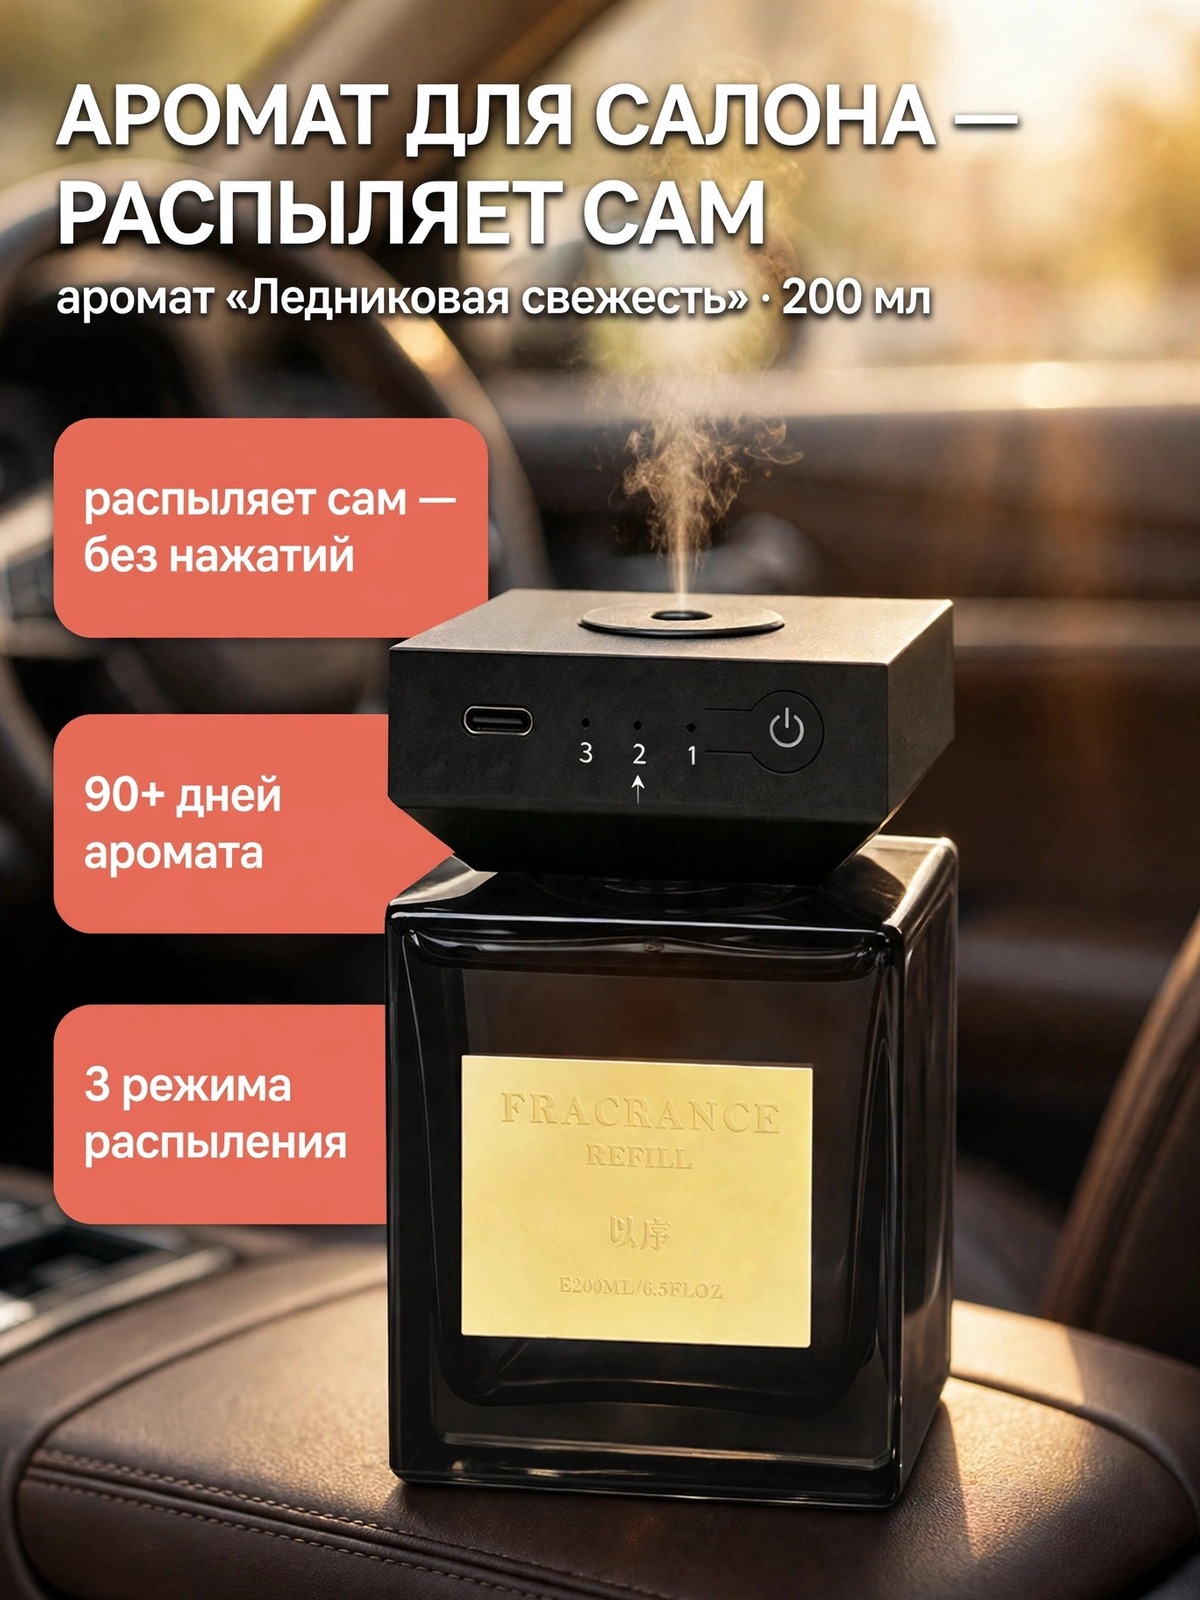 АРОМАТ ДЛЯ САЛОНА —
РАСПЫЛЯЕТ САМ
аромат «Ледниковая свежесть» · 200 мл
распыляет сам —
без нажатий
90+ дней
аромата
3 режима
распыления
3 2 1
FRACRANCE
REFILL
以序
E200ML/6.5FLOZ